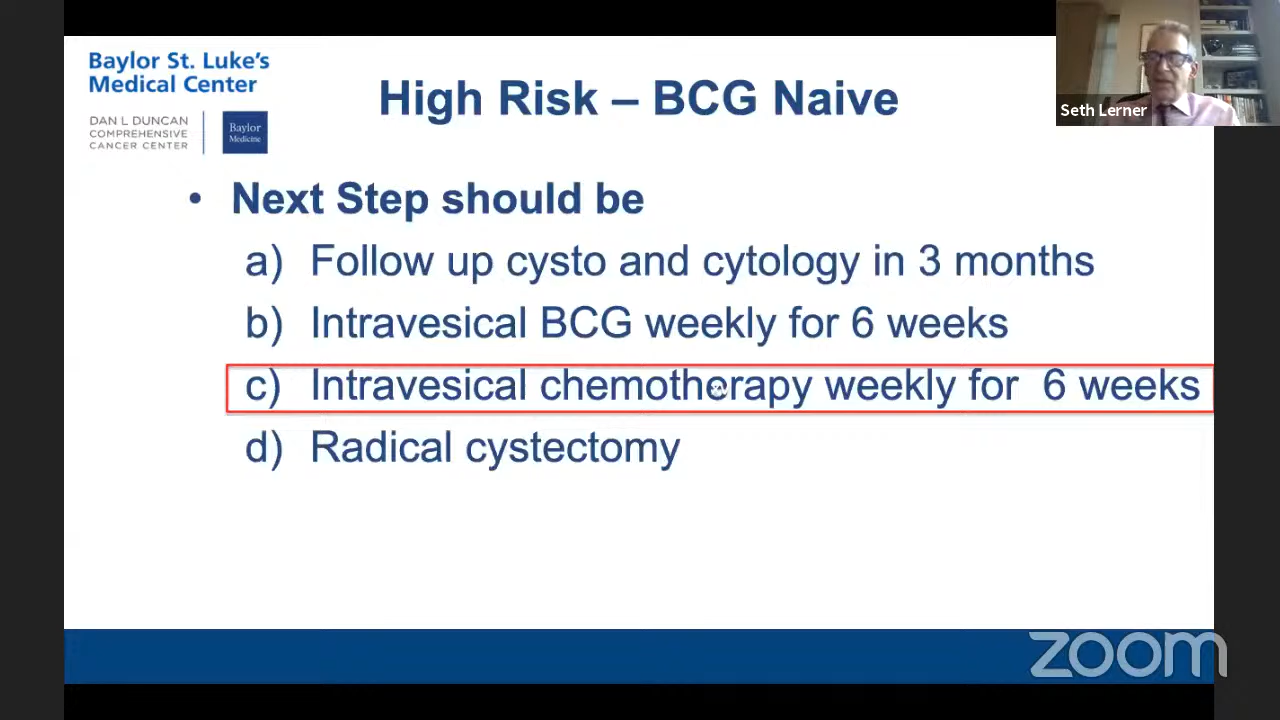 Baylor St. Luke's
Medical Center
DAN L DUNCAN
COMPREHENSIVE
CANCER CENTER
Baylor
Medicine
High Risk – BCG Naive
Seth Lerner
• Next Step should be
a) Follow up cysto and cytology in 3 months
b) Intravesical BCG weekly for 6 weeks
c) Intravesical chemotherapy weekly for 6 weeks
d) Radical cystectomy
zoom